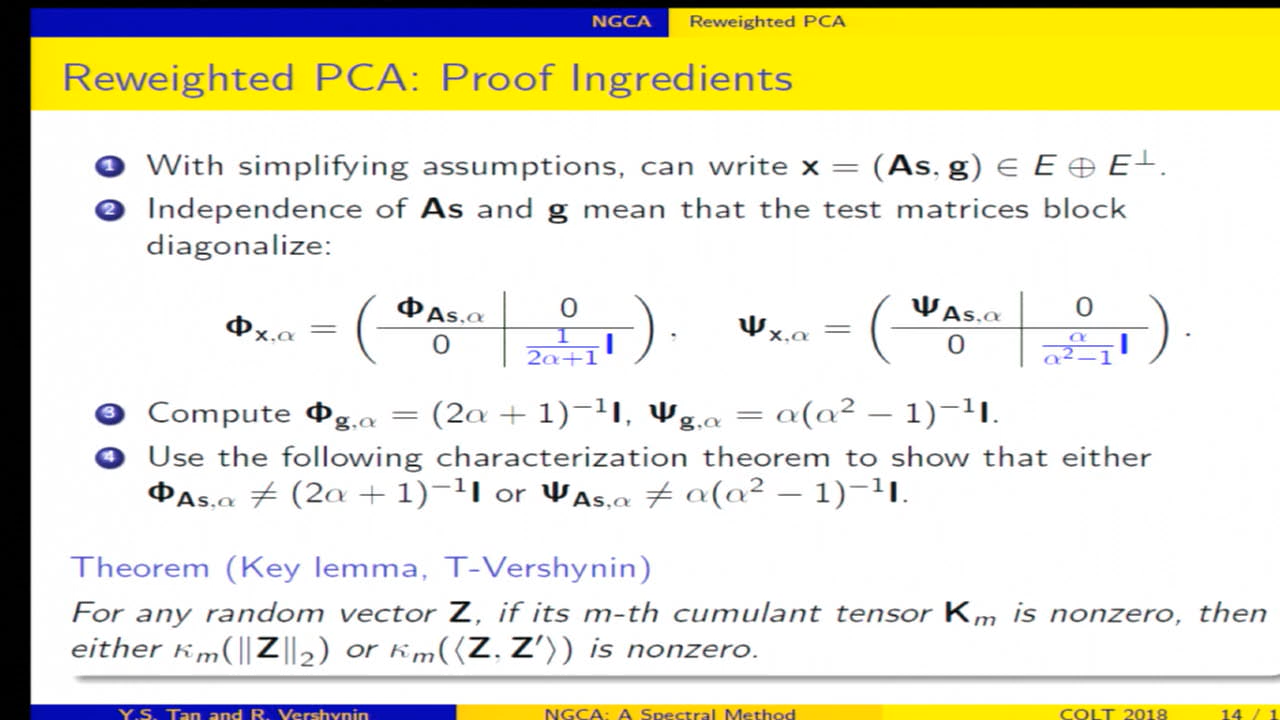 NGCA Reweighted PCA
Reweighted PCA: Proof Ingredients
1 With simplifying assumptions, can write x = (As, g) ∈ E ⊕ E⊥.
2 Independence of As and g mean that the test matrices block
diagonalize:
Φx,α = ( ΦAs,α | 0 ; 0 | 1/(2α+1) I ), Ψx,α = ( ΨAs,α | 0 ; 0 | α/(α²−1) I ).
3 Compute Φg,α = (2α + 1)⁻¹I, Ψg,α = α(α² − 1)⁻¹I.
4 Use the following characterization theorem to show that either
ΦAs,α ≠ (2α + 1)⁻¹I or ΨAs,α ≠ α(α² − 1)⁻¹I.
Theorem (Key lemma, T-Vershynin)
For any random vector Z, if its m-th cumulant tensor Km is nonzero, then
either κm(‖Z‖₂) or κm(⟨Z, Z′⟩) is nonzero.
Y.S. Tan and R. Vershynin NGCA: A Spectral Method COLT 2018 14 / 1